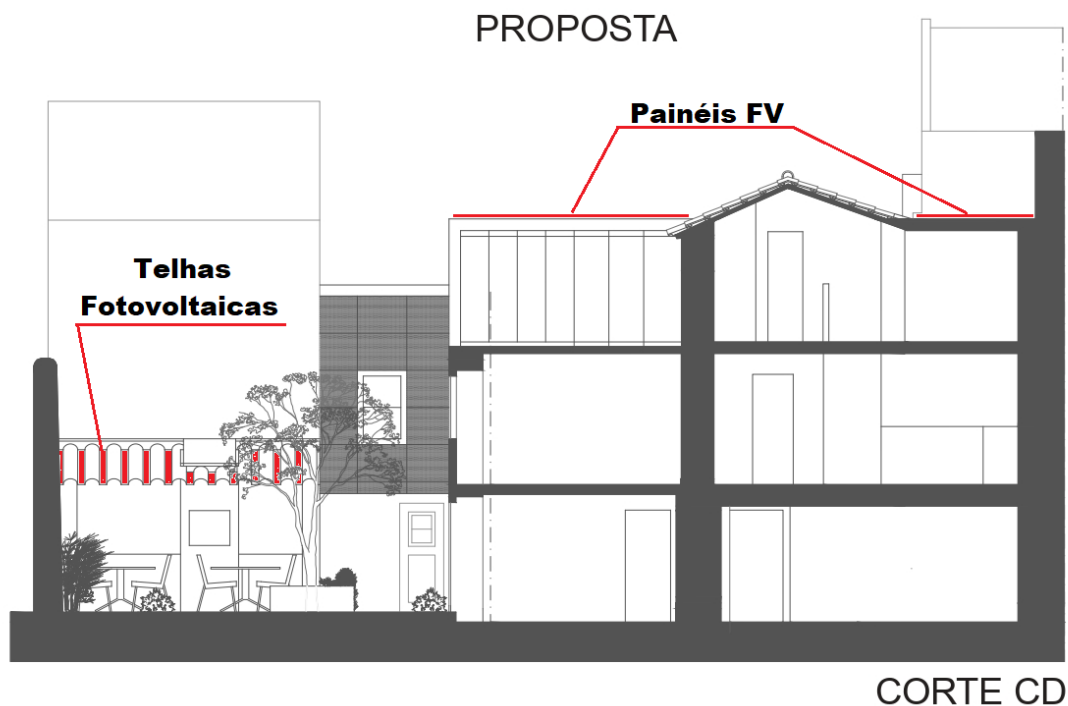 PROPOSTA
Painéis FV
Telhas
Fotovoltaicas
CORTE CD